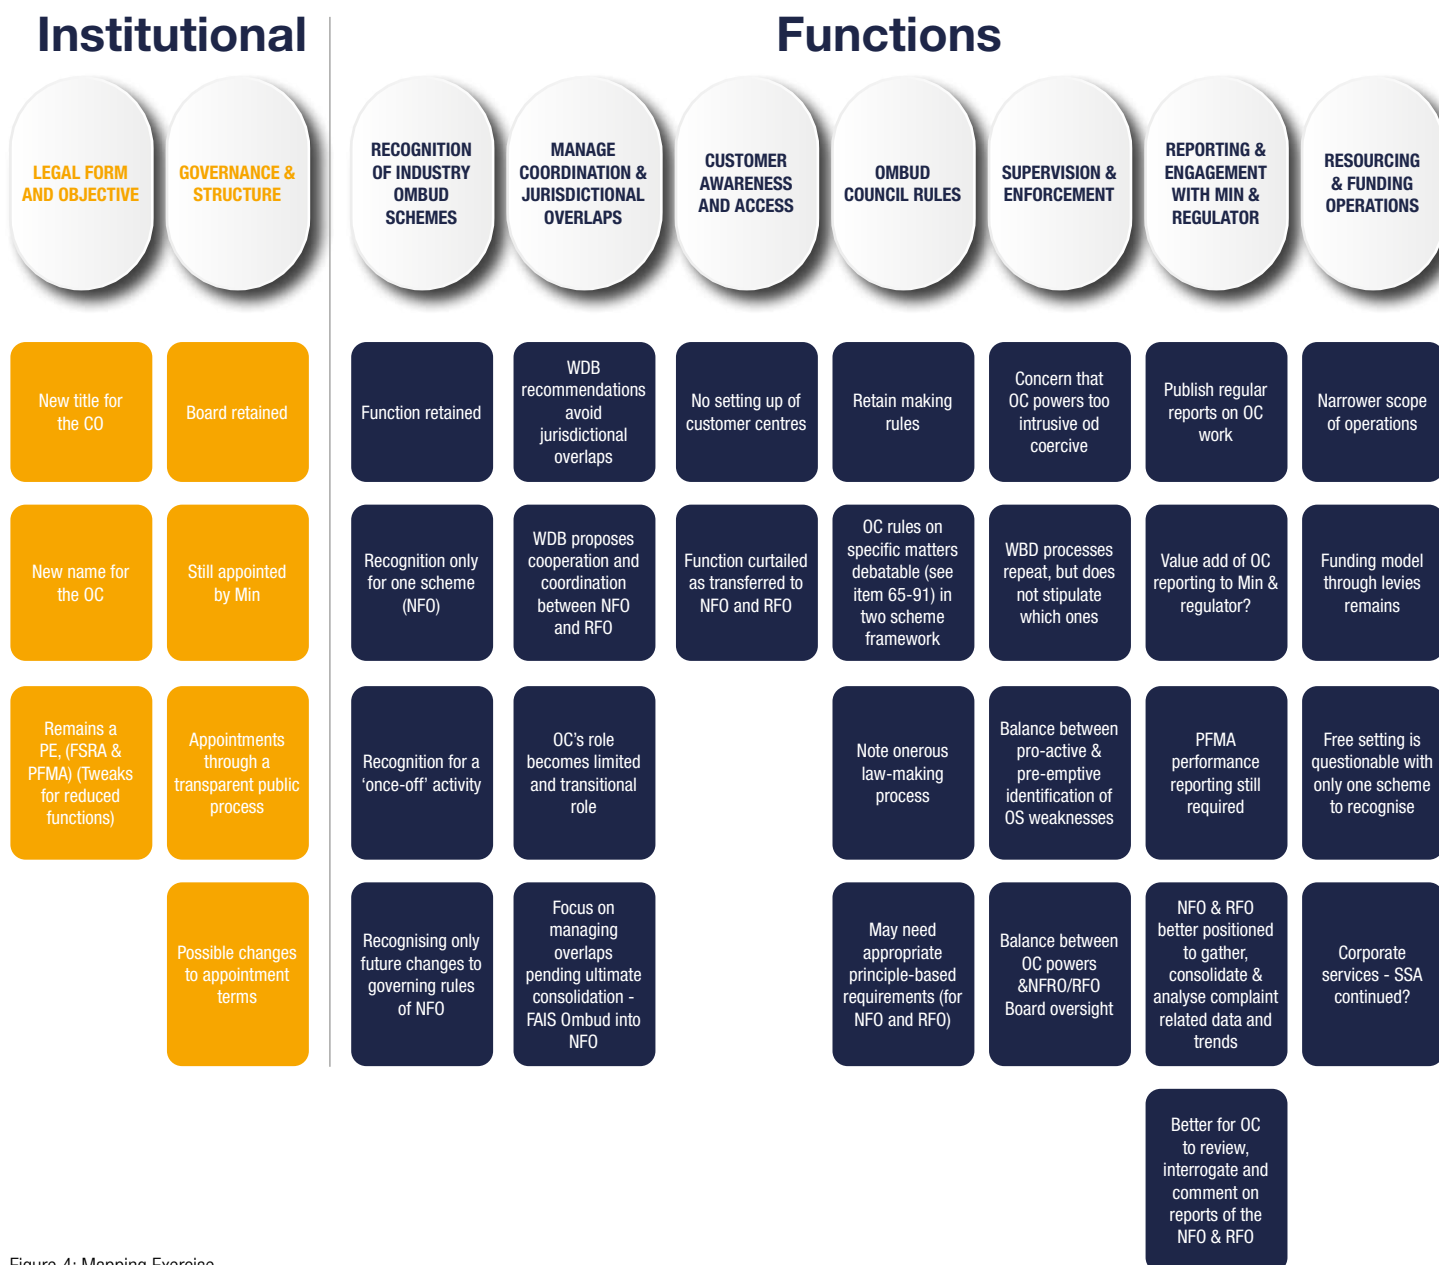 Institutional
Functions
LEGAL FORM
AND OBJECTIVE
GOVERNANCE &
STRUCTURE
RECOGNITION
OF INDUSTRY
OMBUD
SCHEMES
MANAGE
COORDINATION &
JURISDICTIONAL
OVERLAPS
CUSTOMER
AWARENESS
AND ACCESS
OMBUD
COUNCIL RULES
SUPERVISION &
ENFORCEMENT
REPORTING &
ENGAGEMENT
WITH MIN &
REGULATOR
RESOURCING
& FUNDING
OPERATIONS
New title for
the CO
Board retained
Function retained
WDB
recommendations
avoid
jurisdictional
overlaps
No setting up of
customer centres
Retain making
rules
Concern that
OC powers too
intrusive od
coercive
Publish regular
reports on OC
work
Narrower scope
of operations
New name for
the OC
Still appointed
by Min
Recognition only
for one scheme
(NFO)
WDB proposes
cooperation and
coordination
between NFO
and RFO
Function curtailed
as transferred to
NFO and RFO
OC rules on
specific matters
debatable (see
item 65-91) in
two scheme
framework
WBD processes
repeat, but does
not stipulate
which ones
Value add of OC
reporting to Min &
regulator?
Funding model
through levies
remains
Remains a
PE, (FSRA &
PFMA) (Tweaks
for reduced
functions)
Appointments
through a
transparent public
process
Recognition for a
‘once-off’ activity
OC’s role
becomes limited
and transitional
role
Note onerous
law-making
process
Balance between
pro-active &
pre-emptive
identification of
OS weaknesses
PFMA
performance
reporting still
required
Free setting is
questionable with
only one scheme
to recognise
Possible changes
to appointment
terms
Recognising only
future changes to
governing rules
of NFO
Focus on
managing
overlaps
pending ultimate
consolidation -
FAIS Ombud into
NFO
May need
appropriate
principle-based
requirements (for
NFO and RFO)
Balance between
OC powers
&NFRO/RFO
Board oversight
NFO & RFO
better positioned
to gather,
consolidate &
analyse complaint
related data and
trends
Corporate
services - SSA
continued?
Better for OC
to review,
interrogate and
comment on
reports of the
NFO & RFO
Figure 4: Mapping Exercise